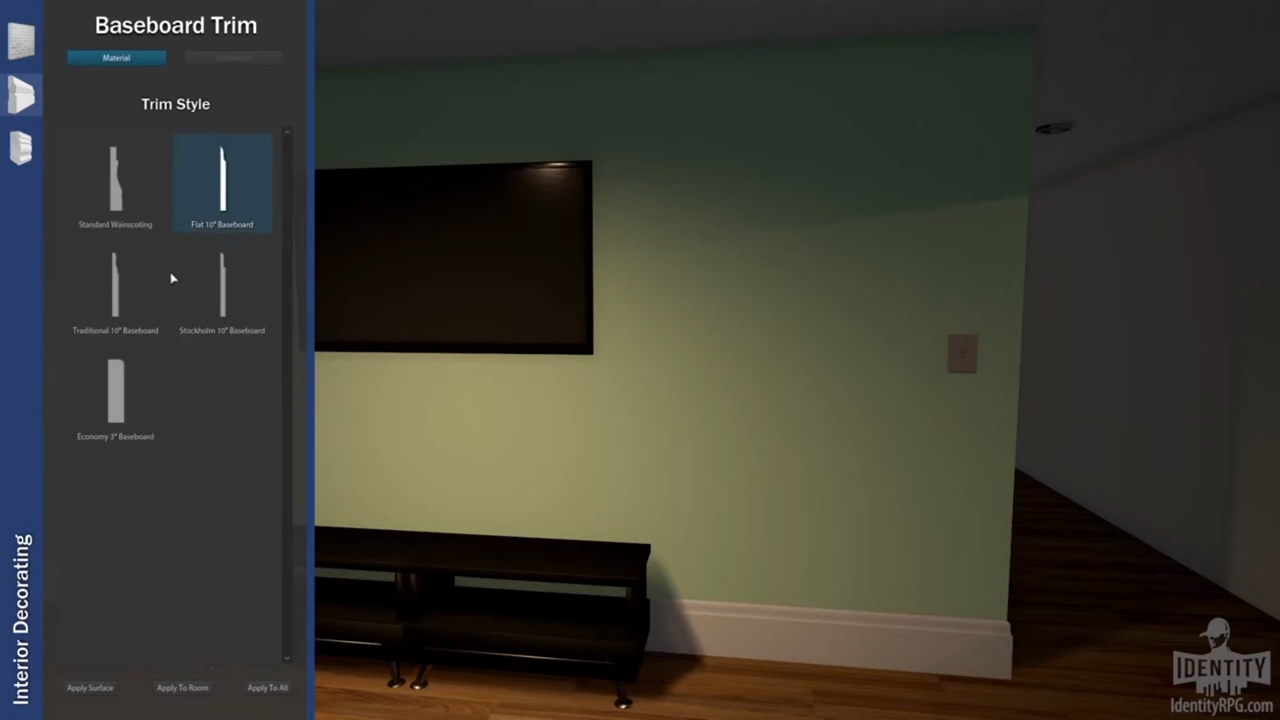 Baseboard Trim
Material
Trim Style
Standard Wainscoting
Flat 10" Baseboard
Traditional 10" Baseboard
Stockholm 10" Baseboard
Economy 3" Baseboard
Apply Surface
Apply To Room
Apply To All
Interior Decorating
IDENTITY
IdentityRPG.com